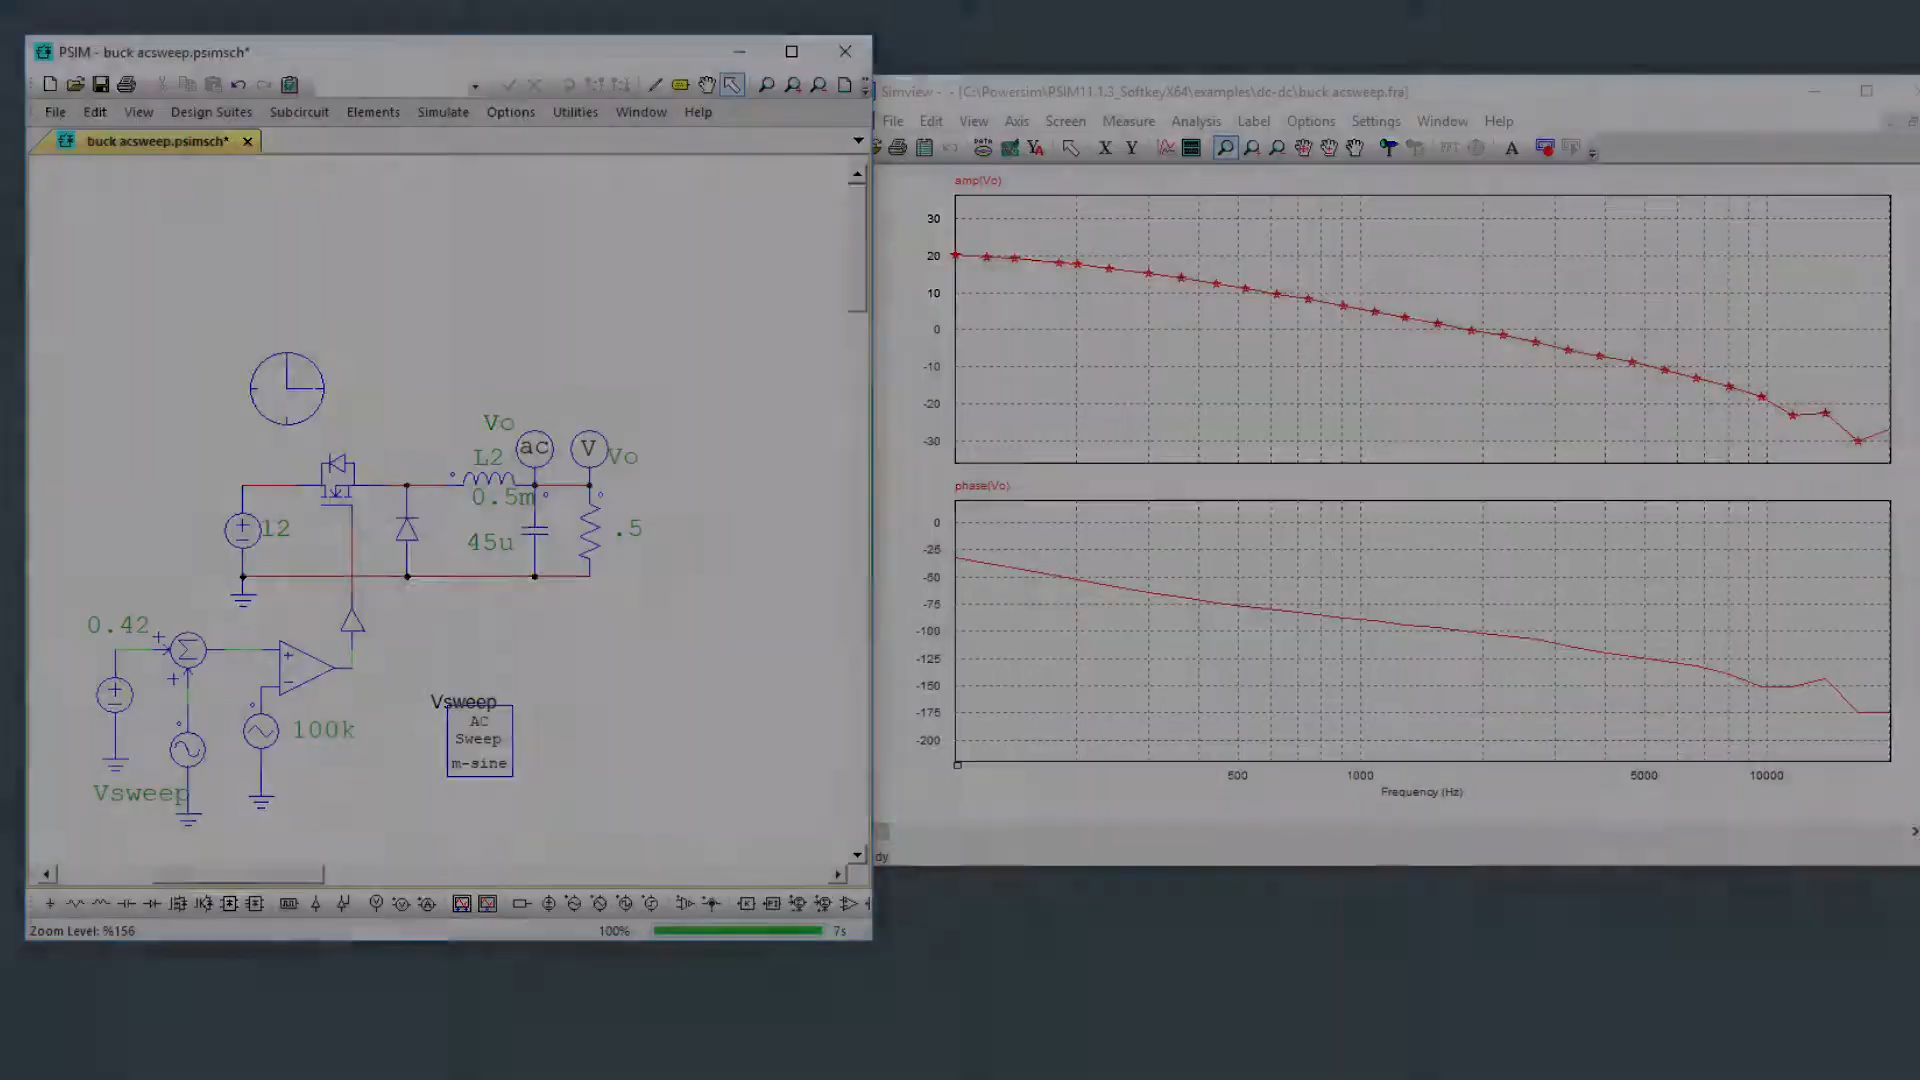 PSIM - buck acsweep.psimsch*
File Edit View Design Suites Subcircuit Elements Simulate Options Utilities Window Help
buck acsweep.psimsch*
Vo
ac
V
Vo
L2
0.5m
12
45u
.5
0.42
Σ
100k
Vsweep
Vsweep
AC
Sweep
m-sine
Zoom Level: %156
100%
7s
Simview - - [C:\Powersim\PSIM11.1.3_SoftkeyX64\examples\dc-dc\buck acsweep.fra]
File Edit View Axis Screen Measure Analysis Label Options Settings Window Help
DATA
X Y
FFT
A
amp(Vo)
30
20
10
0
-10
-20
-30
phase(Vo)
0
-25
-50
-75
-100
-125
-150
-175
-200
500 1000 5000 10000
Frequency (Hz)
dy